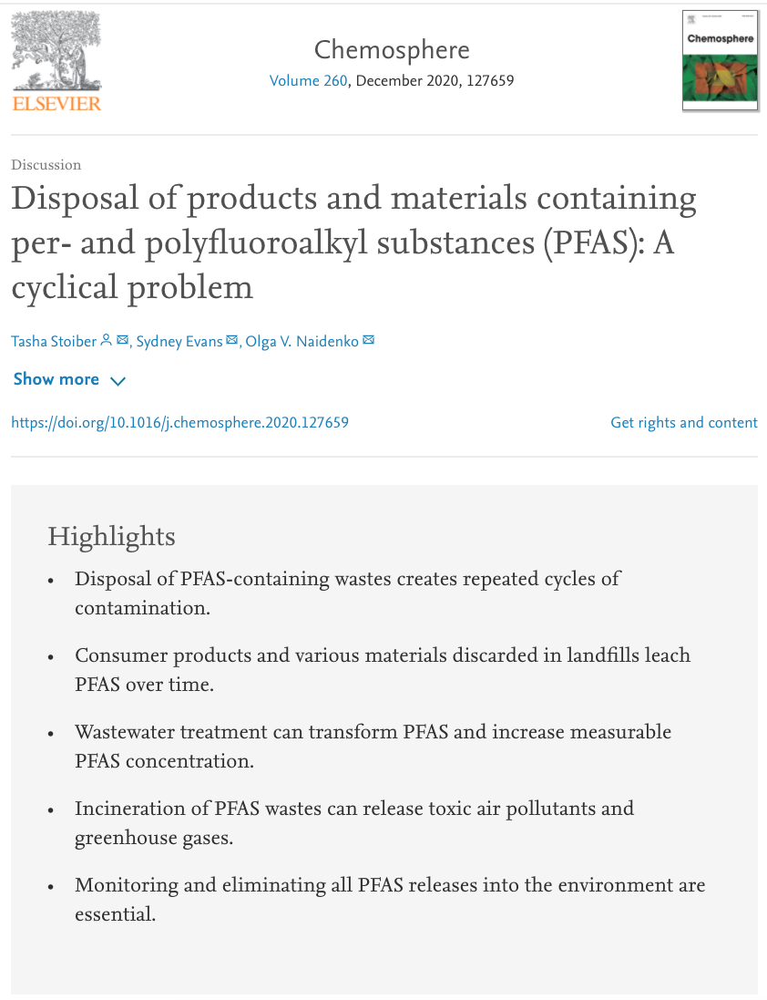 ELSEVIER
Chemosphere
Volume 260, December 2020, 127659
Chemosphere
Discussion
Disposal of products and materials containing
per- and polyfluoroalkyl substances (PFAS): A
cyclical problem
Tasha Stoiber, Sydney Evans, Olga V. Naidenko
Show more
https://doi.org/10.1016/j.chemosphere.2020.127659 Get rights and content
Highlights
• Disposal of PFAS-containing wastes creates repeated cycles of
contamination.
• Consumer products and various materials discarded in landfills leach
PFAS over time.
• Wastewater treatment can transform PFAS and increase measurable
PFAS concentration.
• Incineration of PFAS wastes can release toxic air pollutants and
greenhouse gases.
• Monitoring and eliminating all PFAS releases into the environment are
essential.